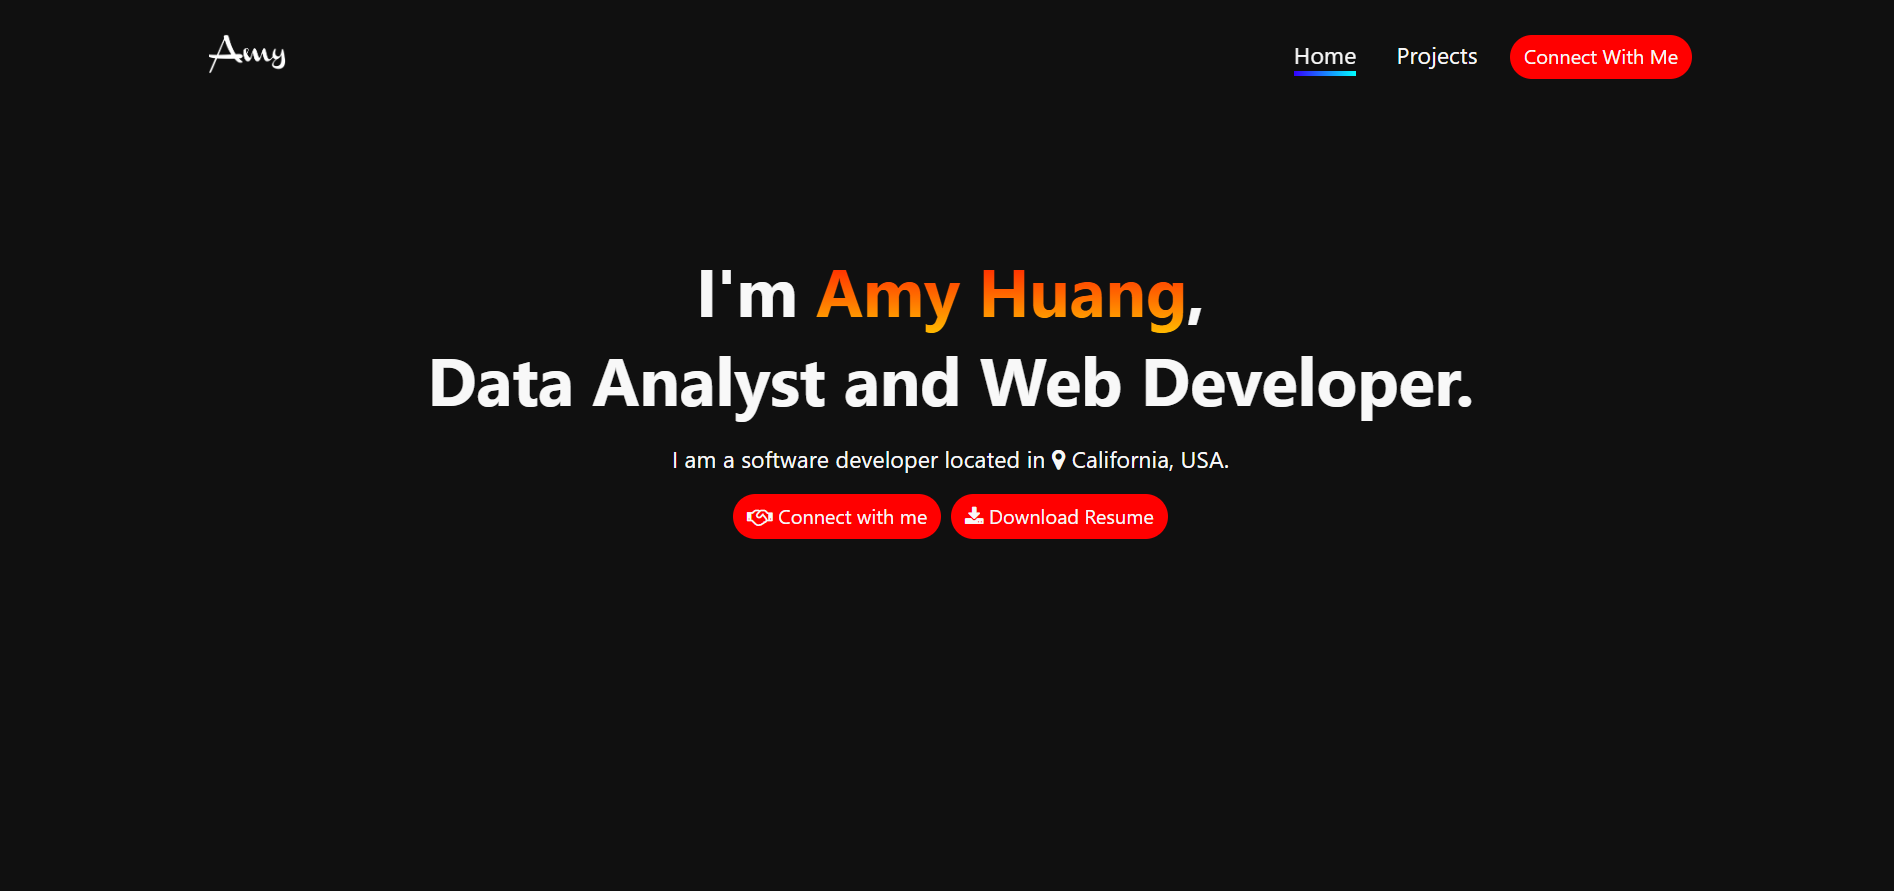 Amy
Home
Projects
Connect With Me
I'm Amy Huang,
Data Analyst and Web Developer.
I am a software developer located in California, USA.
Connect with me
Download Resume